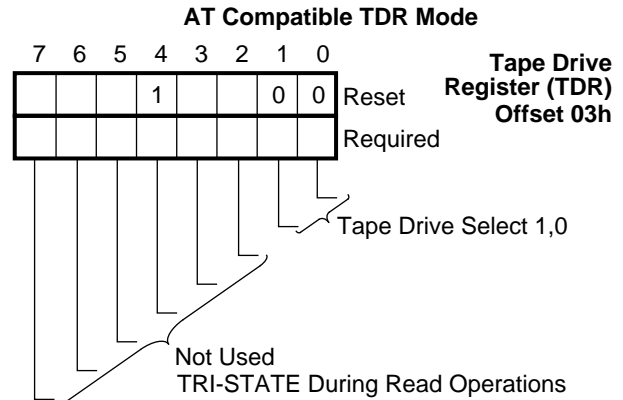 AT Compatible TDR Mode
7 6 5 4 3 2 1 0
Tape Drive
Register (TDR)
Offset 03h
1 0 0 Reset
Required
Tape Drive Select 1,0
Not Used
TRI-STATE During Read Operations